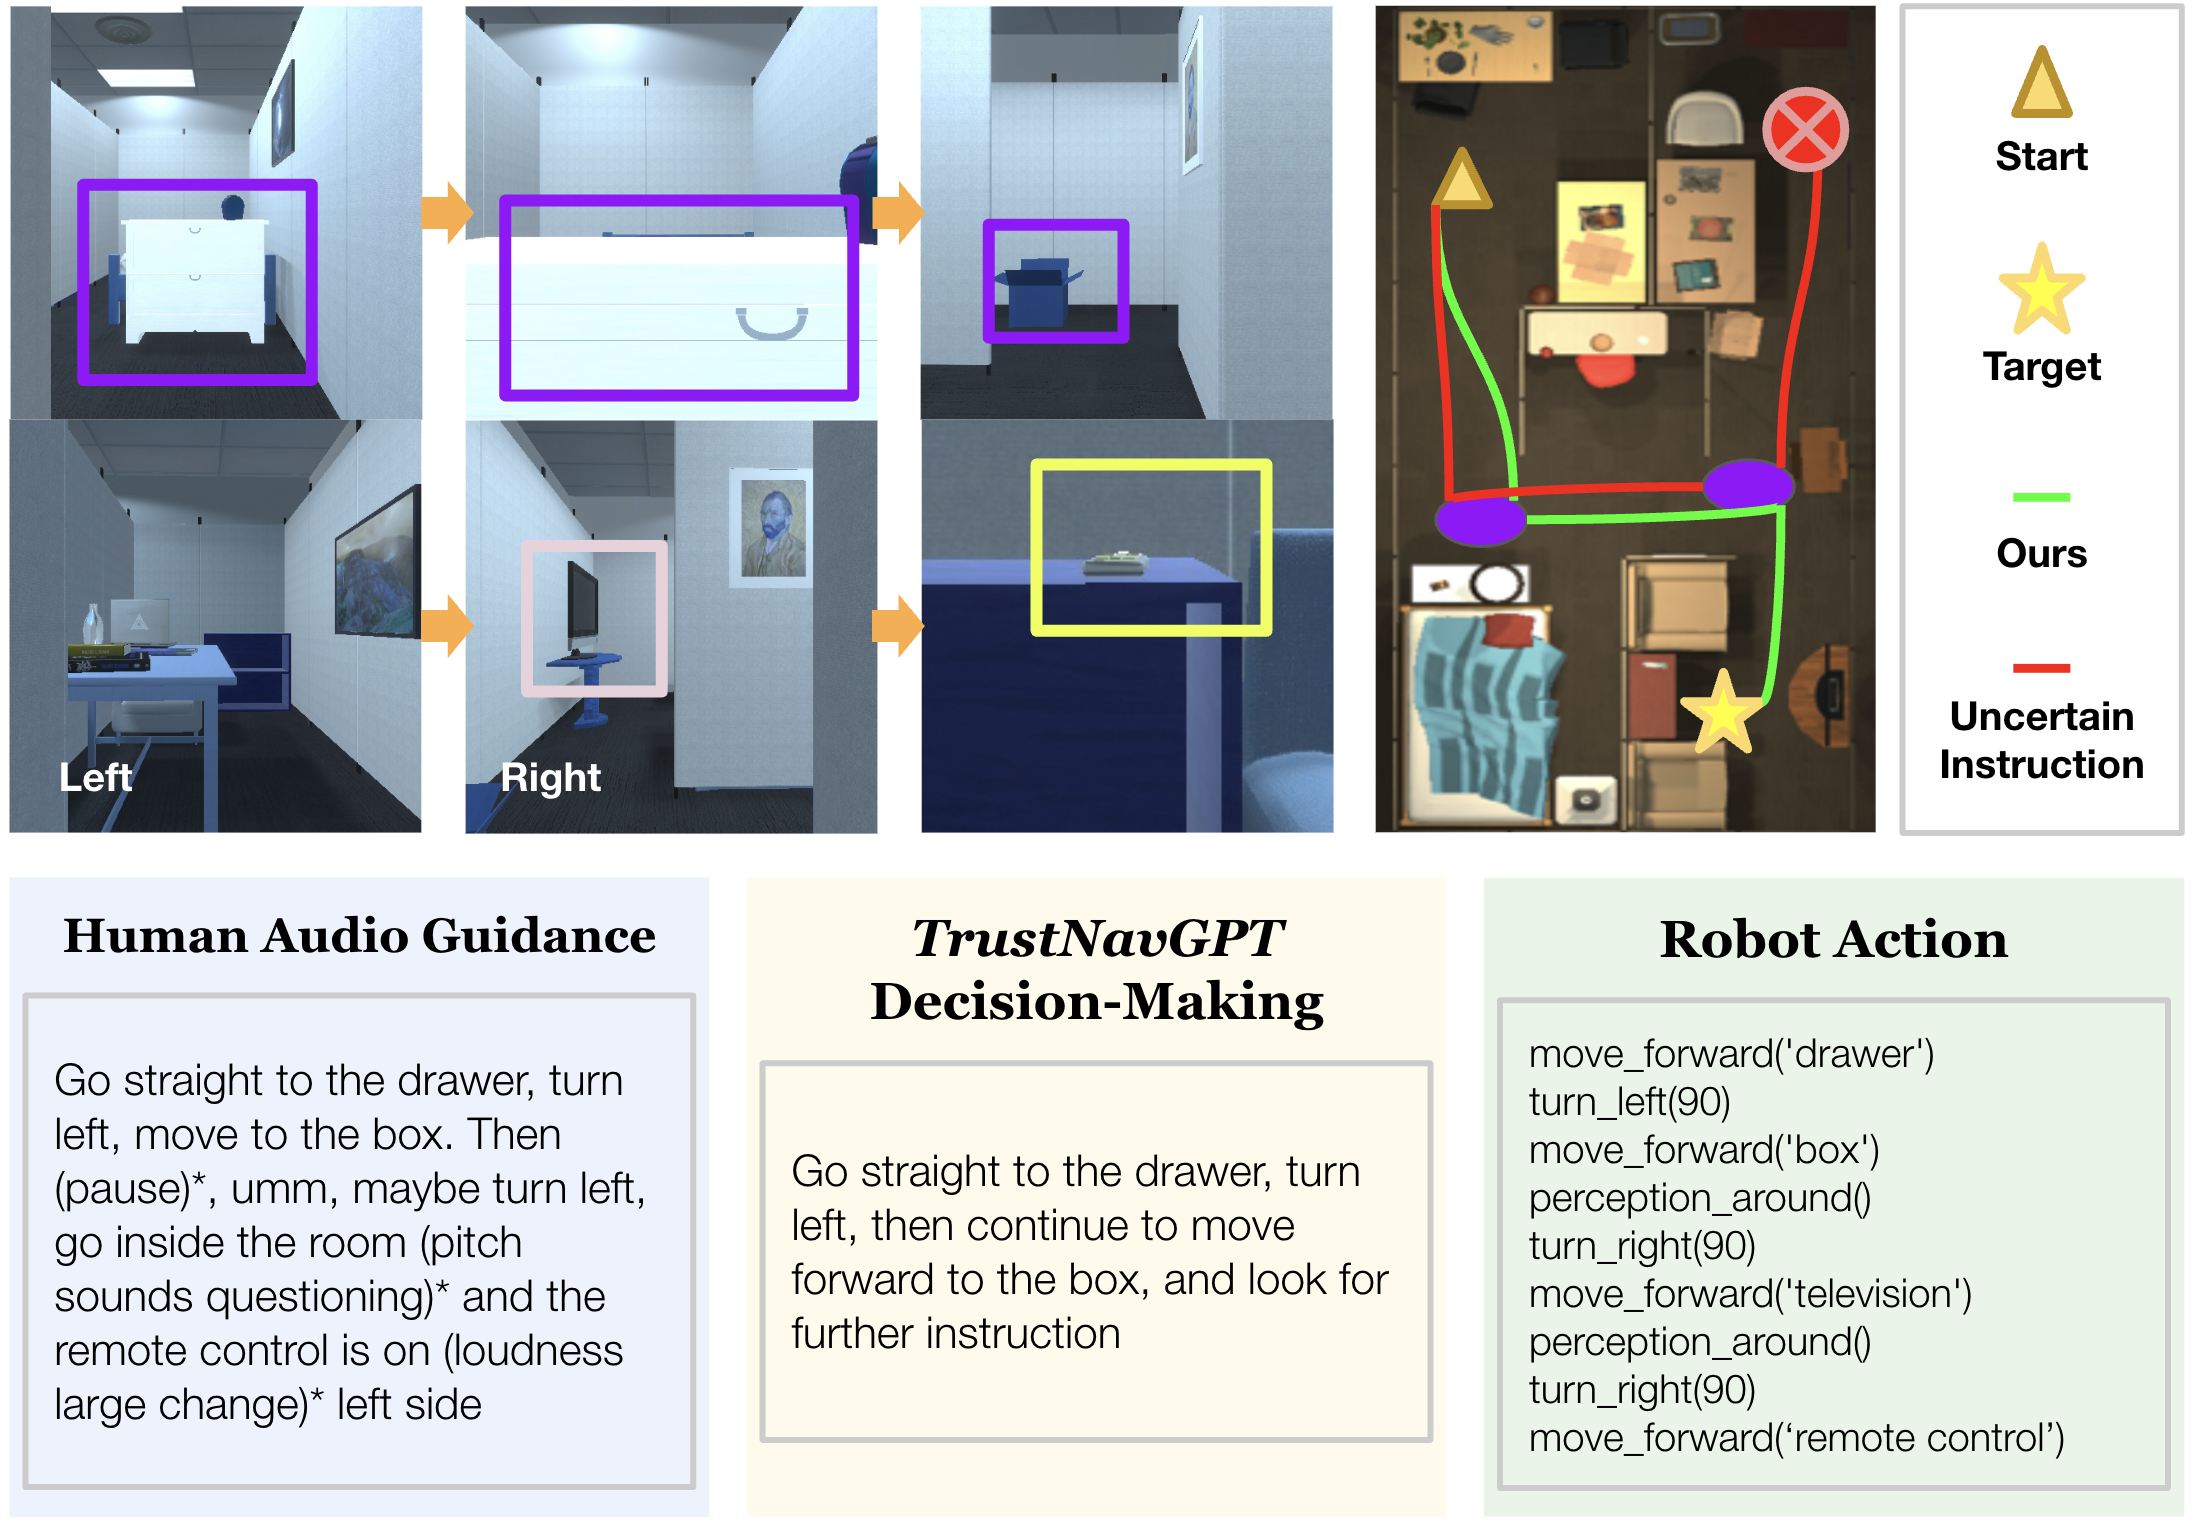 Left
Right
Start
Target
Ours
Uncertain
Instruction
Human Audio Guidance
Go straight to the drawer, turn
left, move to the box. Then
(pause)*, umm, maybe turn left,
go inside the room (pitch
sounds questioning)* and the
remote control is on (loudness
large change)* left side
TrustNavGPT
Decision-Making
Go straight to the drawer, turn
left, then continue to move
forward to the box, and look for
further instruction
Robot Action
move_forward('drawer')
turn_left(90)
move_forward('box')
perception_around()
turn_right(90)
move_forward('television')
perception_around()
turn_right(90)
move_forward(‘remote control’)